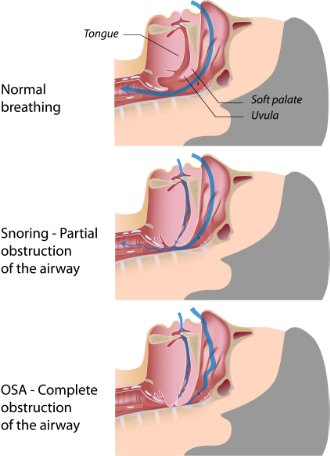 Tongue
Normal
breathing
Soft palate
Uvula
Snoring - Partial
obstruction
of the airway
OSA - Complete
obstruction
of the airway